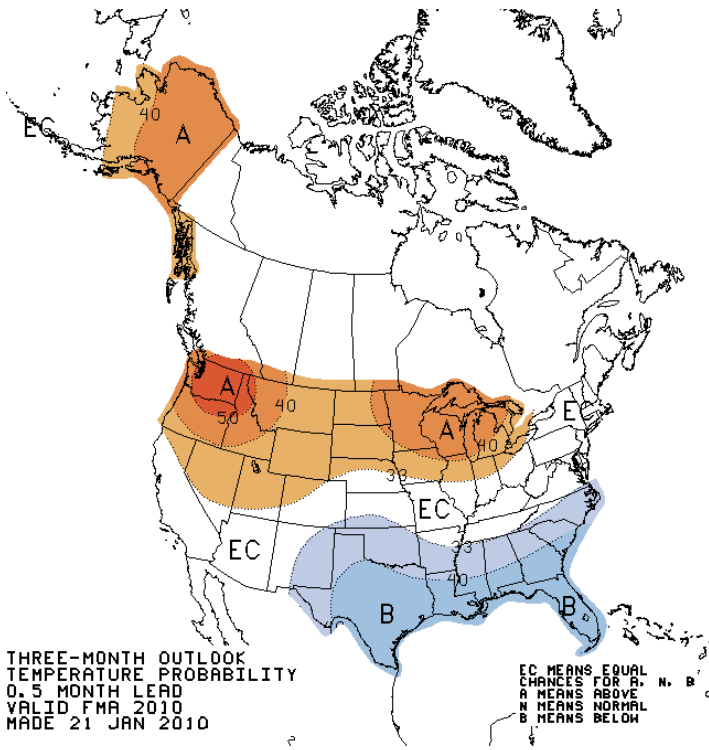 40
EC
A
A
50
40
A
40
EC
33
EC
EC
33
40
B
B
THREE-MONTH OUTLOOK
TEMPERATURE PROBABILITY
0.5 MONTH LEAD
VALID FMA 2010
MADE 21 JAN 2010
EC MEANS EQUAL
CHANCES FOR A, N, B
A MEANS ABOVE
N MEANS NORMAL
B MEANS BELOW